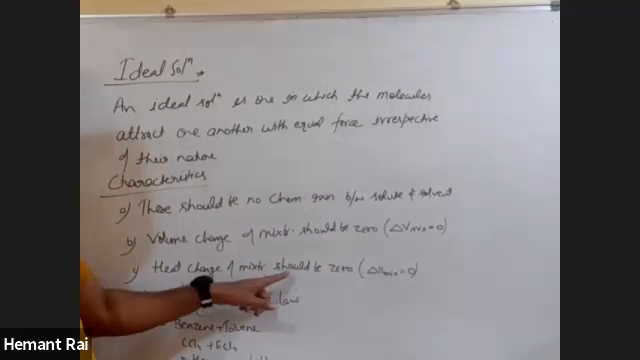 Ideal Solⁿ
An ideal solⁿ is one in which the molecules
attract one another with equal force irrespective
of their nature
Characteristics
a) There should be no chem rxn b/w solute & solvent
b) Volume change of mixtr. should be zero (ΔVmix=0)
c) Heat change of mixtr should be zero (ΔHmix=0)
law
Benzene + Toluene
Hemant Rai